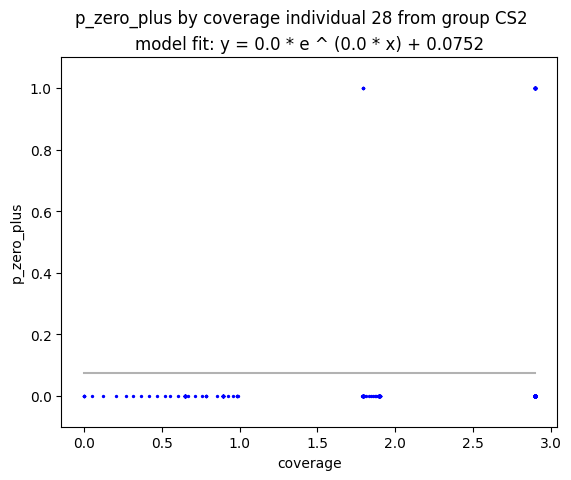 p_zero_plus by coverage individual 28 from group CS2
model fit: y = 0.0 * e ^ (0.0 * x) + 0.0752
1.0
0.8
0.6
0.4
0.2
0.0
p_zero_plus
0.0 0.5 1.0 1.5 2.0 2.5 3.0
coverage